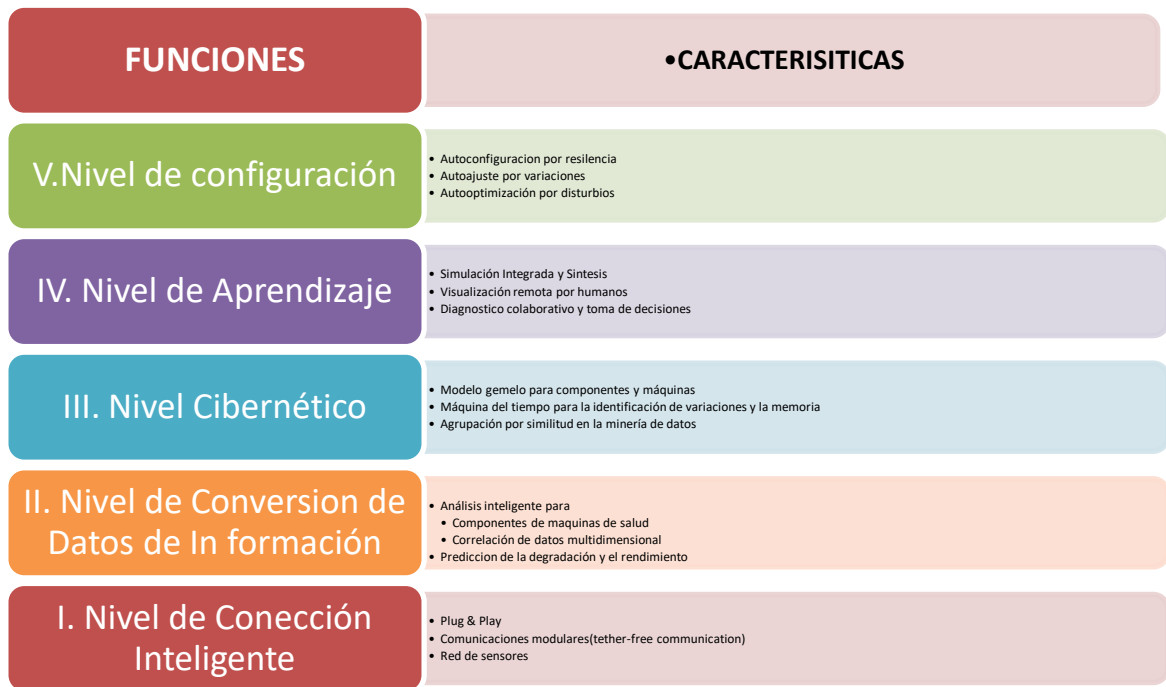 FUNCIONES
•CARACTERISITICAS
V.Nivel de configuración
• Autoconfiguracion por resilencia
• Autoajuste por variaciones
• Autooptimización por disturbios
IV. Nivel de Aprendizaje
• Simulación Integrada y Sintesis
• Visualización remota por humanos
• Diagnostico colaborativo y toma de decisiones
III. Nivel Cibernético
• Modelo gemelo para componentes y máquinas
• Máquina del tiempo para la identificación de variaciones y la memoria
• Agrupación por similitud en la minería de datos
II. Nivel de Conversion de
Datos de In formación
• Análisis inteligente para
• Componentes de maquinas de salud
• Correlación de datos multidimensional
• Prediccion de la degradación y el rendimiento
I. Nivel de Conección
Inteligente
• Plug & Play
• Comunicaciones modulares(tether-free communication)
• Red de sensores